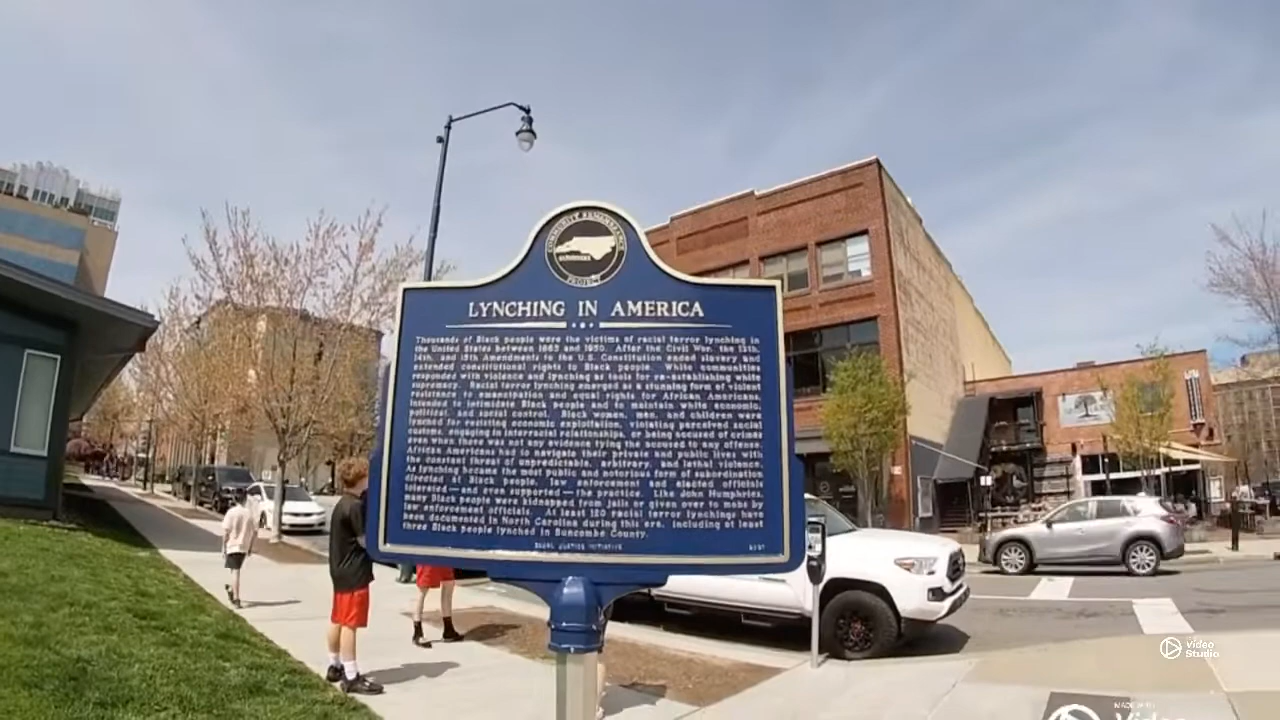 COMMUNITY REMEMBRANCE
BUNCOMBE
PROJECT
LYNCHING IN AMERICA
Thousands of Black people were the victims of racial terror lynching in
the United States between 1865 and 1950. After the Civil War, the 13th,
14th, and 15th Amendments to the U.S. Constitution ended slavery and
extended constitutional rights to Black people. White communities
responded with violence and lynching as tools for re-establishing white
supremacy. Racial terror lynching emerged as a stunning form of violent
resistance to emancipation and equal rights for African Americans,
intended to intimidate Black people and to maintain white economic,
political, and social control. Black women, men, and children were
lynched for resisting economic exploitation, violating perceived social
customs, engaging in interracial relationships, or being accused of crimes
even when there was not any evidence tying the accused to any offense.
African Americans had to navigate their private and public lives with
the constant threat of unpredictable, arbitrary, and lethal violence.
As lynching became the most public and notorious form of subordination
directed at Black people, law enforcement and elected officials
tolerated—and even supported—the practice. Like John Humphries,
many Black people were kidnapped from jails or given over to mobs by
law enforcement officials. At least 120 racial terror lynchings have
been documented in North Carolina during this era, including at least
three Black people lynched in Buncombe County.
EQUAL JUSTICE INITIATIVE
2021
Video
Studio
MADE WITH
Video